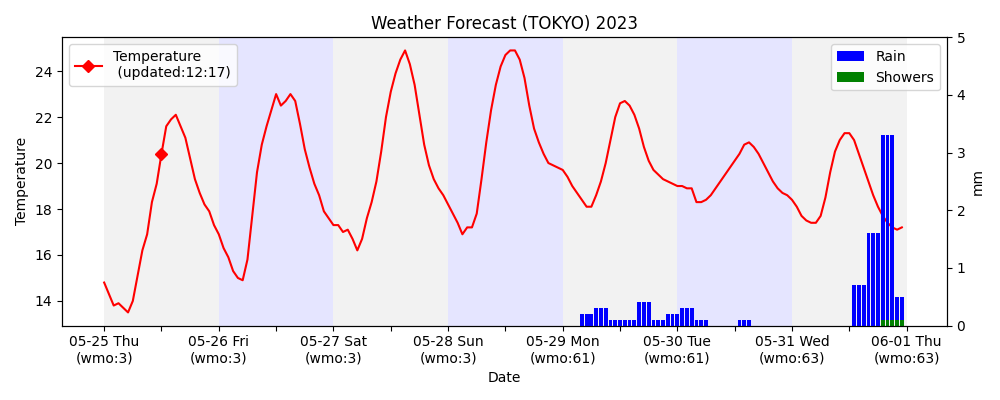 Weather Forecast (TOKYO) 2023
Temperature
(updated:12:17)
Rain
Showers
24
22
20
18
16
14
Temperature
5
4
3
2
1
0
mm
05-25 Thu
(wmo:3)
05-26 Fri
(wmo:3)
05-27 Sat
(wmo:3)
05-28 Sun
(wmo:3)
05-29 Mon
(wmo:61)
05-30 Tue
(wmo:61)
05-31 Wed
(wmo:63)
06-01 Thu
(wmo:63)
Date